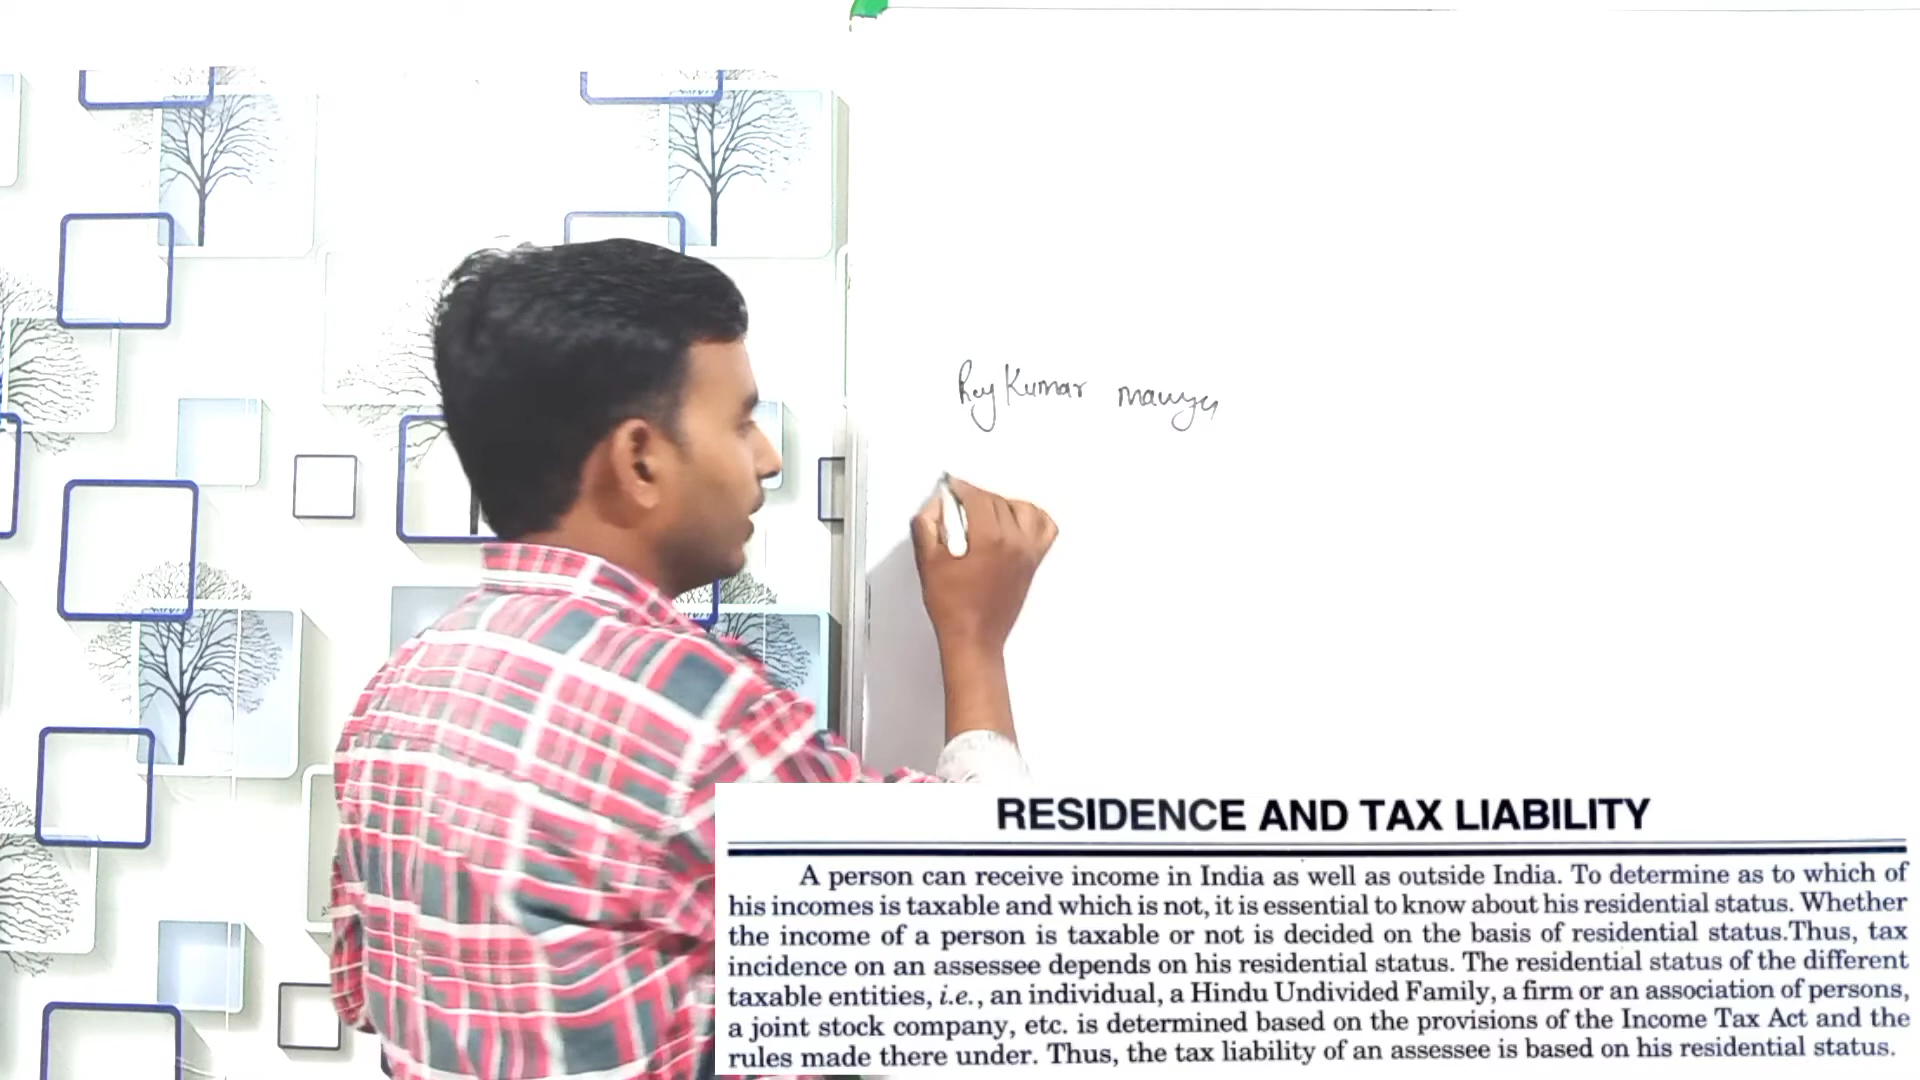 Raj Kumar maurya
RESIDENCE AND TAX LIABILITY
A person can receive income in India as well as outside India. To determine as to which of
his incomes is taxable and which is not, it is essential to know about his residential status. Whether
the income of a person is taxable or not is decided on the basis of residential status.Thus, tax
incidence on an assessee depends on his residential status. The residential status of the different
taxable entities, i.e., an individual, a Hindu Undivided Family, a firm or an association of persons,
a joint stock company, etc. is determined based on the provisions of the Income Tax Act and the
rules made there under. Thus, the tax liability of an assessee is based on his residential status.